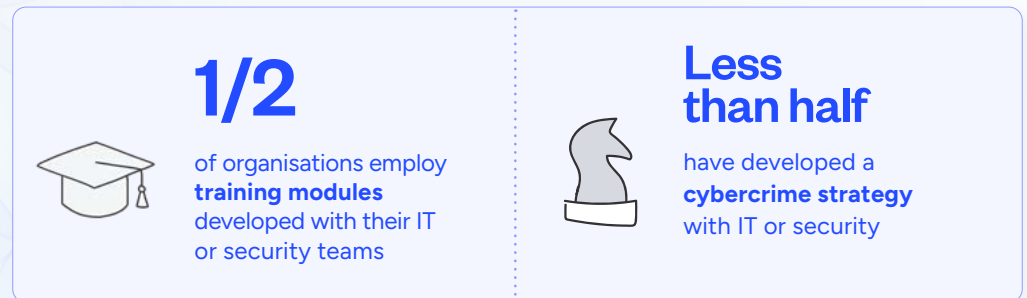 1/2
of organisations employ
training modules
developed with their IT
or security teams
Less
than half
have developed a
cybercrime strategy
with IT or security